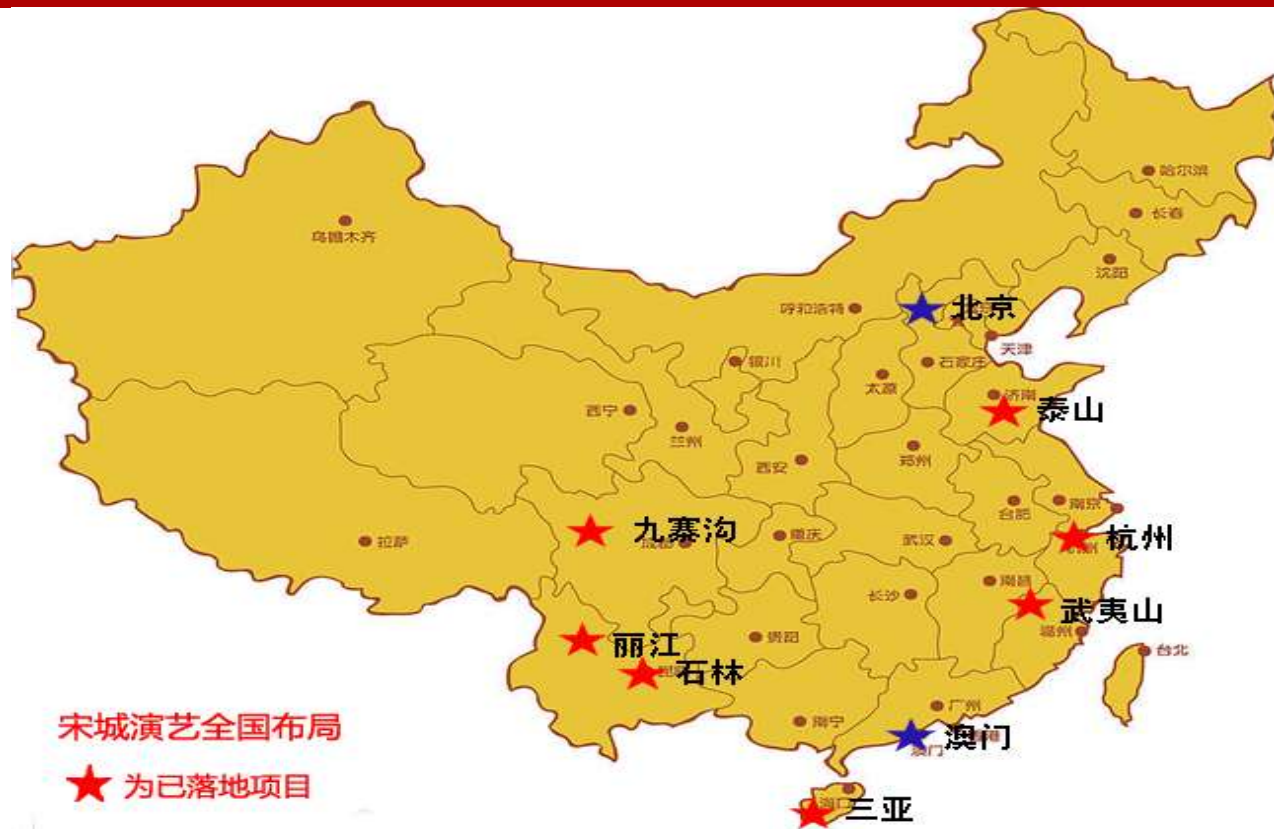 哈尔滨
长春
乌鲁木齐
沈阳
呼和浩特
北京
天津
银川
石家庄
太原
济南
西宁
泰山
兰州
郑州
西安
南京
合肥
九寨沟
重庆
武汉
杭州
拉萨
南昌
长沙
武夷山
福州
贵阳
丽江
台北
石林
广州
南宁
澳门
澳门
宋城演艺全国布局
为已落地项目
海口
三亚